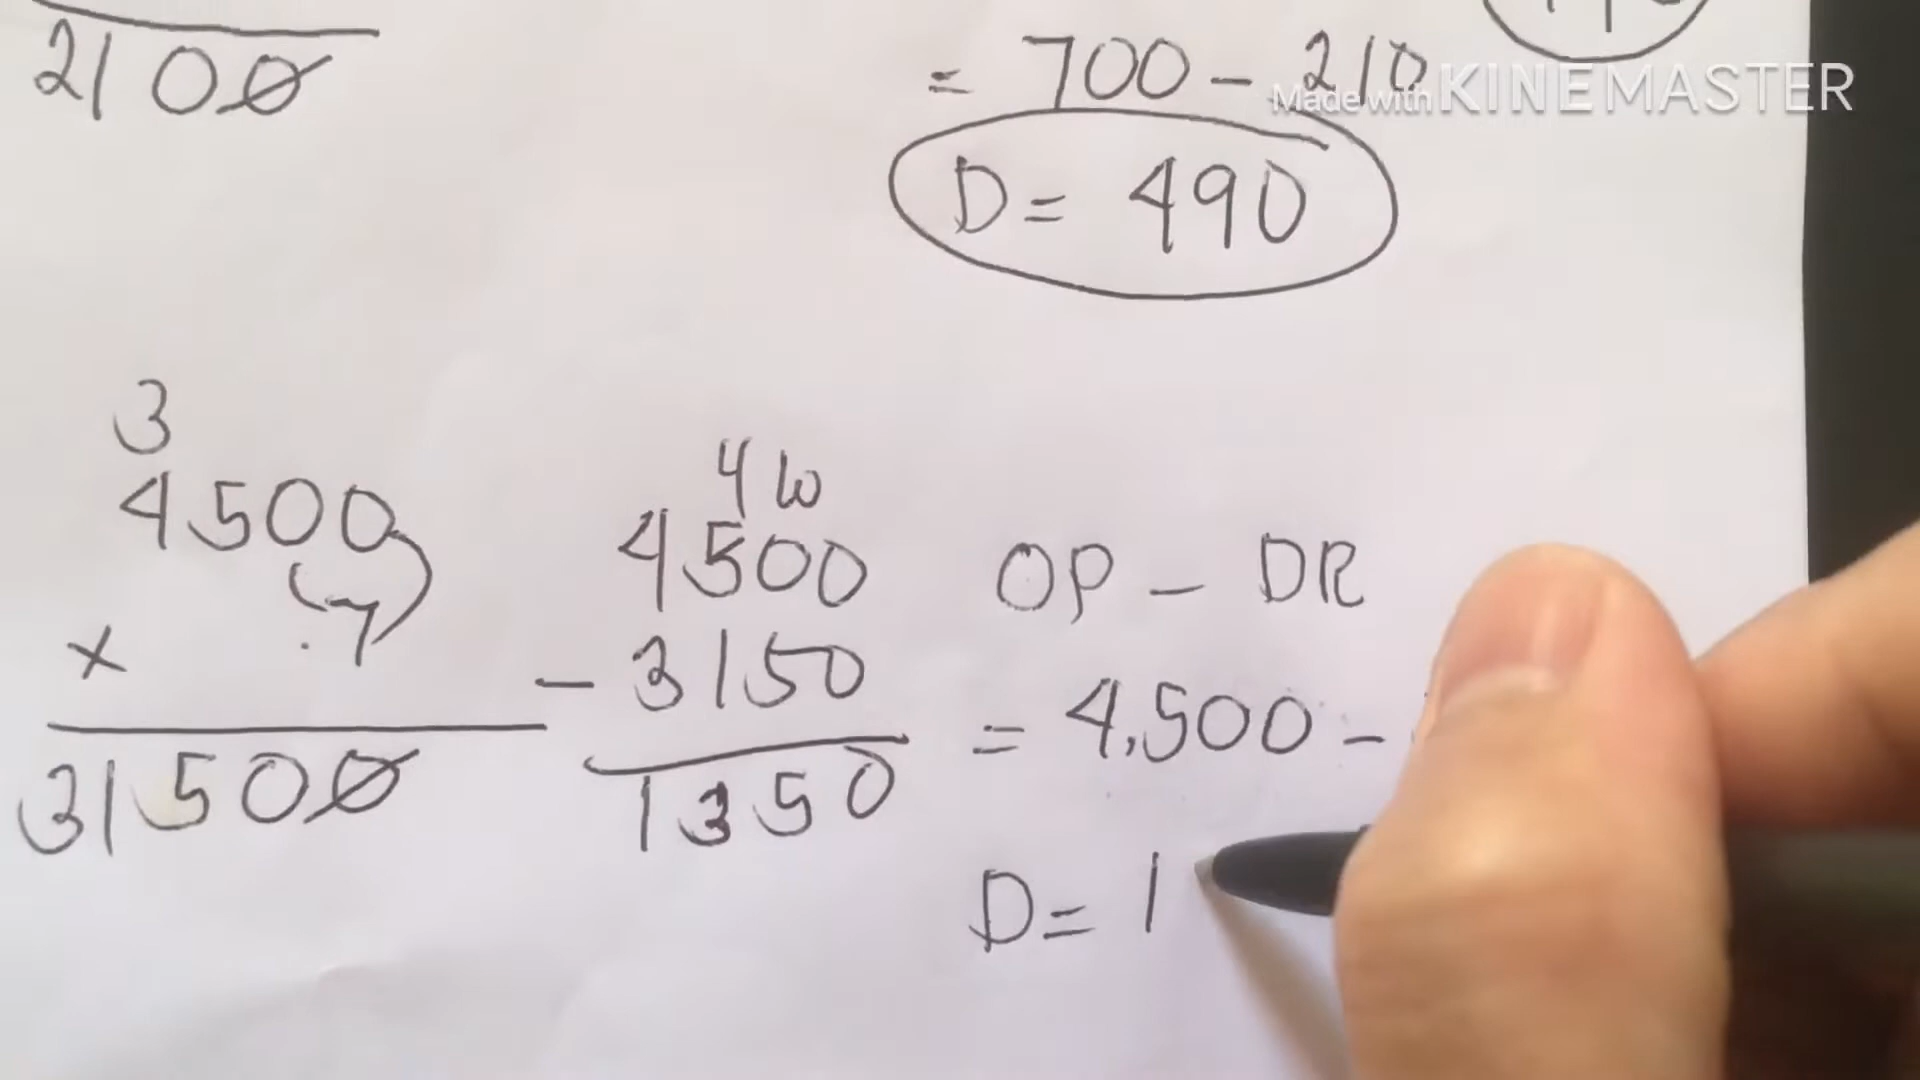 2100
= 700 - 210
Made with KINEMASTER
D = 490
3
4500
x .7
31500
4 10
4500
- 3150
1350
OP - DR
= 4,500 -
D = 1